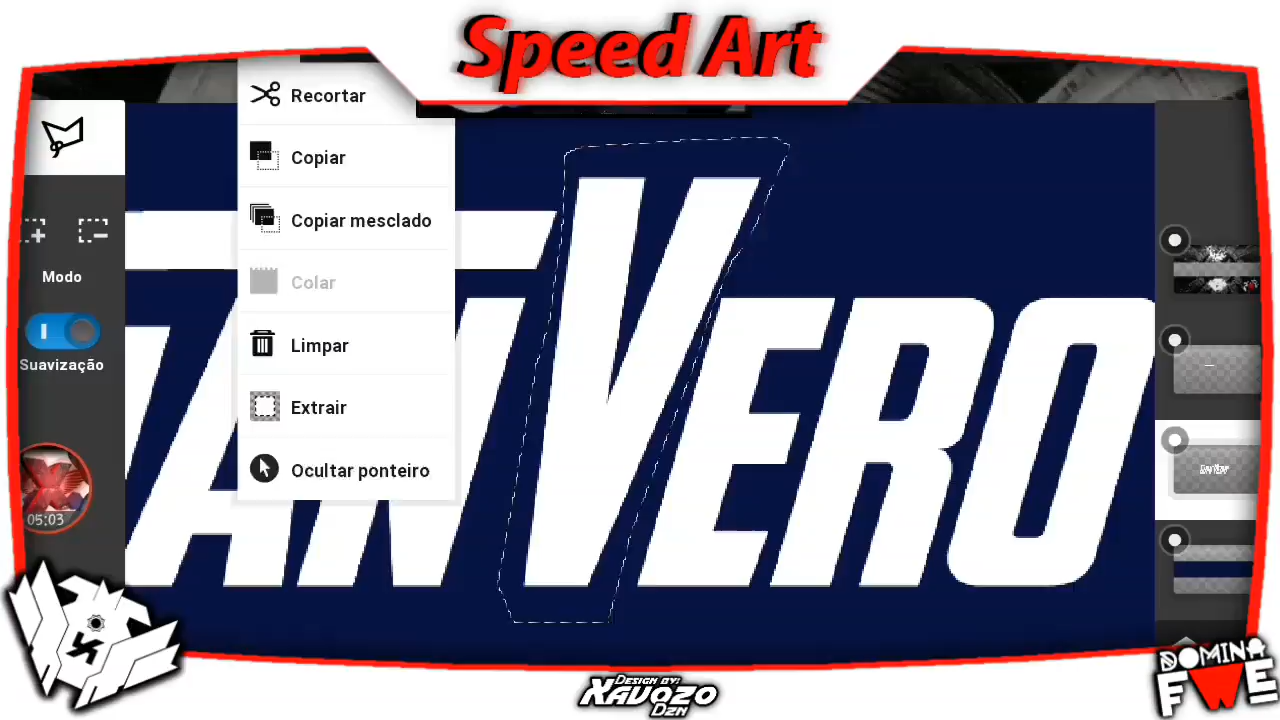 Speed Art
Recortar
Copiar
Copiar mesclado
Colar
Limpar
Extrair
Ocultar ponteiro
Modo
Suavização
05:03
ANVERO
DESIGN BY:
XAVOZO
DZN
DOMINA
FWE